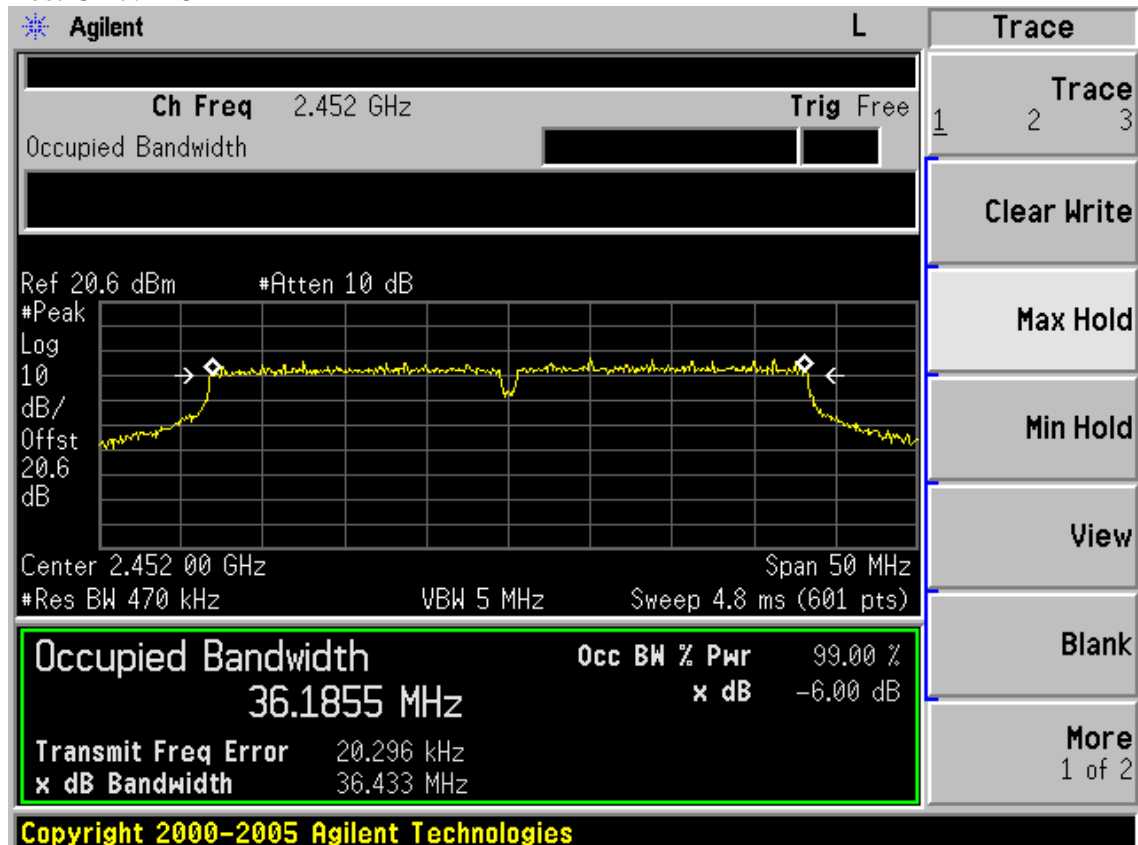 Agilent L Trace
Ch Freq 2.452 GHz Trig Free
Occupied Bandwidth
Trace
1 2 3
Clear Write
Max Hold
Min Hold
View
Blank
More
1 of 2
Ref 20.6 dBm #Atten 10 dB
#Peak
Log
10
dB/
Offst
20.6
dB
Center 2.452 00 GHz Span 50 MHz
#Res BW 470 kHz VBW 5 MHz Sweep 4.8 ms (601 pts)
Occupied Bandwidth Occ BW % Pwr 99.00 %
36.1855 MHz x dB -6.00 dB
Transmit Freq Error 20.296 kHz
x dB Bandwidth 36.433 MHz
Copyright 2000-2005 Agilent Technologies